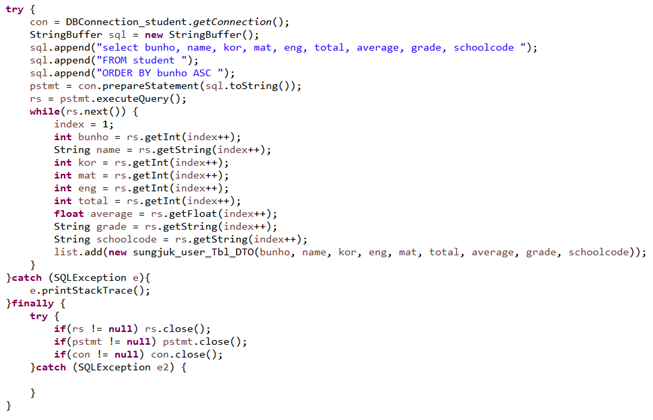 try {
con = DBConnection_student.getConnection();
StringBuffer sql = new StringBuffer();
sql.append("select bunho, name, kor, mat, eng, total, average, grade, schoolcode ");
sql.append("FROM student ");
sql.append("ORDER BY bunho ASC ");
pstmt = con.prepareStatement(sql.toString());
rs = pstmt.executeQuery();
while(rs.next()) {
index = 1;
int bunho = rs.getInt(index++);
String name = rs.getString(index++);
int kor = rs.getInt(index++);
int mat = rs.getInt(index++);
int eng = rs.getInt(index++);
int total = rs.getInt(index++);
float average = rs.getFloat(index++);
String grade = rs.getString(index++);
String schoolcode = rs.getString(index++);
list.add(new sungjuk_user_Tbl_DTO(bunho, name, kor, eng, mat, total, average, grade, schoolcode));
}
}catch (SQLException e){
e.printStackTrace();
}finally {
try {
if(rs != null) rs.close();
if(pstmt != null) pstmt.close();
if(con != null) con.close();
}catch (SQLException e2) {
}
}